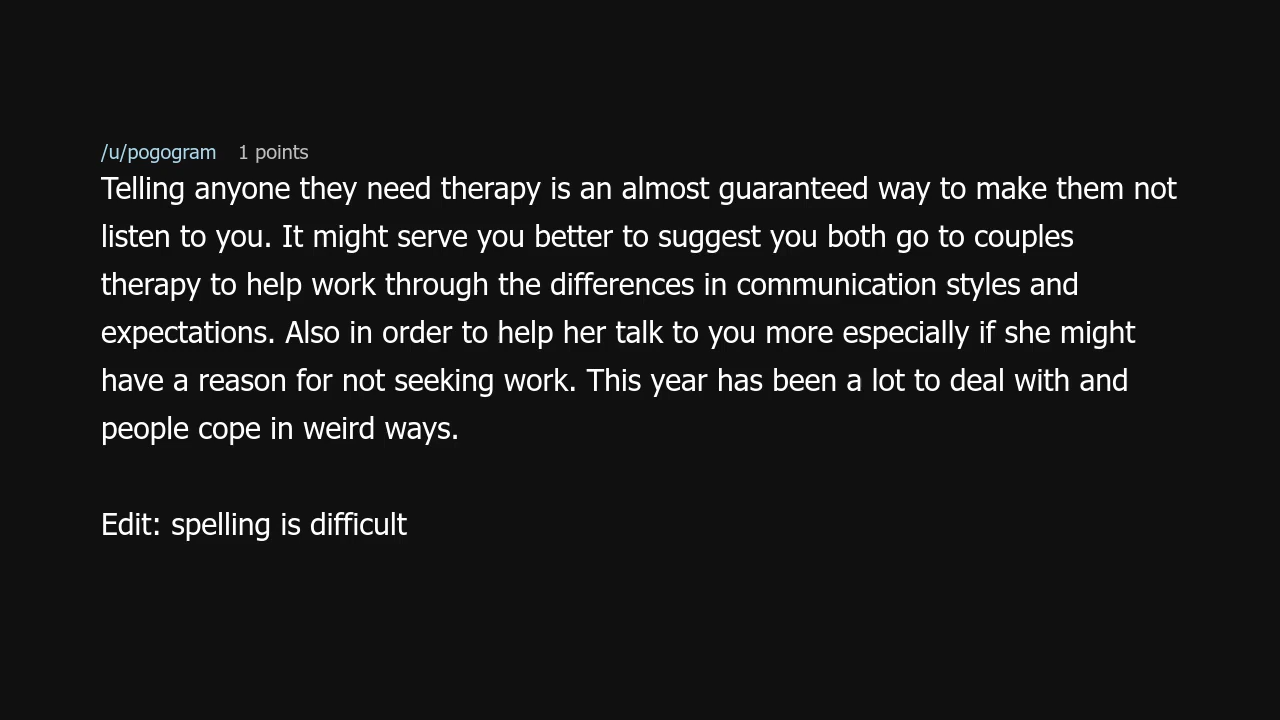 /u/pogogram 1 points
Telling anyone they need therapy is an almost guaranteed way to make them not
listen to you. It might serve you better to suggest you both go to couples
therapy to help work through the differences in communication styles and
expectations. Also in order to help her talk to you more especially if she might
have a reason for not seeking work. This year has been a lot to deal with and
people cope in weird ways.
Edit: spelling is difficult